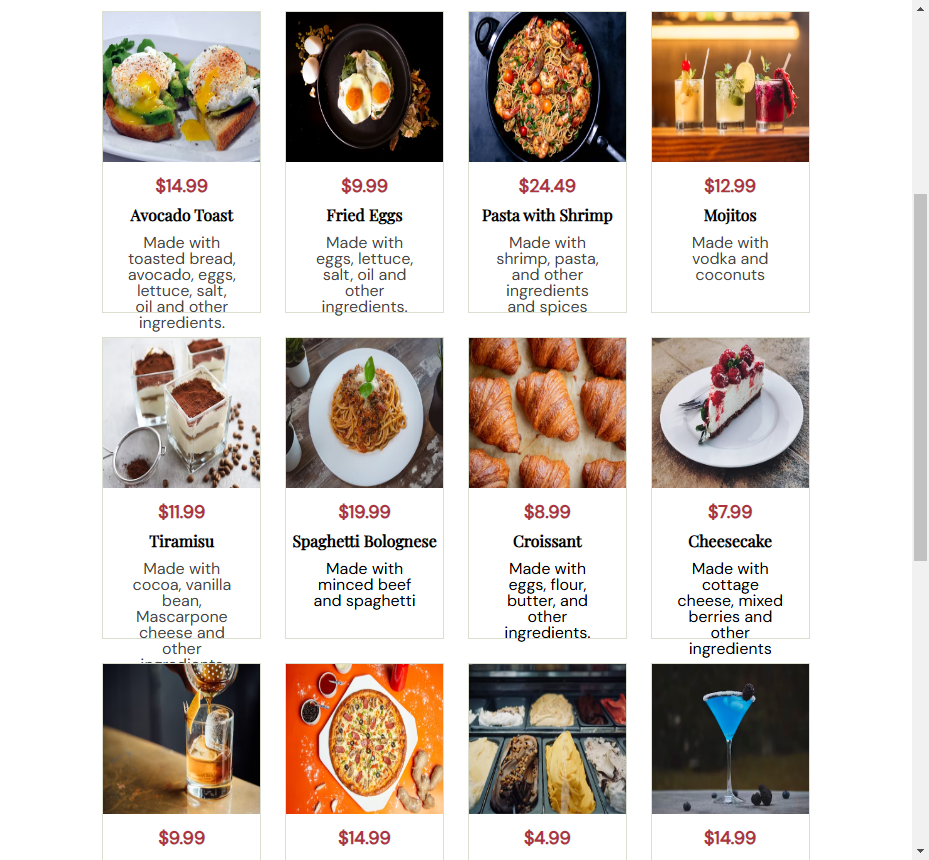 $14.99
Avocado Toast
Made with
toasted bread,
avocado, eggs,
lettuce, salt,
oil and other
ingredients.
$9.99
Fried Eggs
Made with
eggs, lettuce,
salt, oil and
other
ingredients.
$24.49
Pasta with Shrimp
Made with
shrimp, pasta,
and other
ingredients
and spices
$12.99
Mojitos
Made with
vodka and
coconuts
$11.99
Tiramisu
Made with
cocoa, vanilla
bean,
Mascarpone
cheese and
other
ingredients
$19.99
Spaghetti Bolognese
Made with
minced beef
and spaghetti
$8.99
Croissant
Made with
eggs, flour,
butter, and
other
ingredients.
$7.99
Cheesecake
Made with
cottage
cheese, mixed
berries and
other
ingredients
$9.99
$14.99
$4.99
$14.99